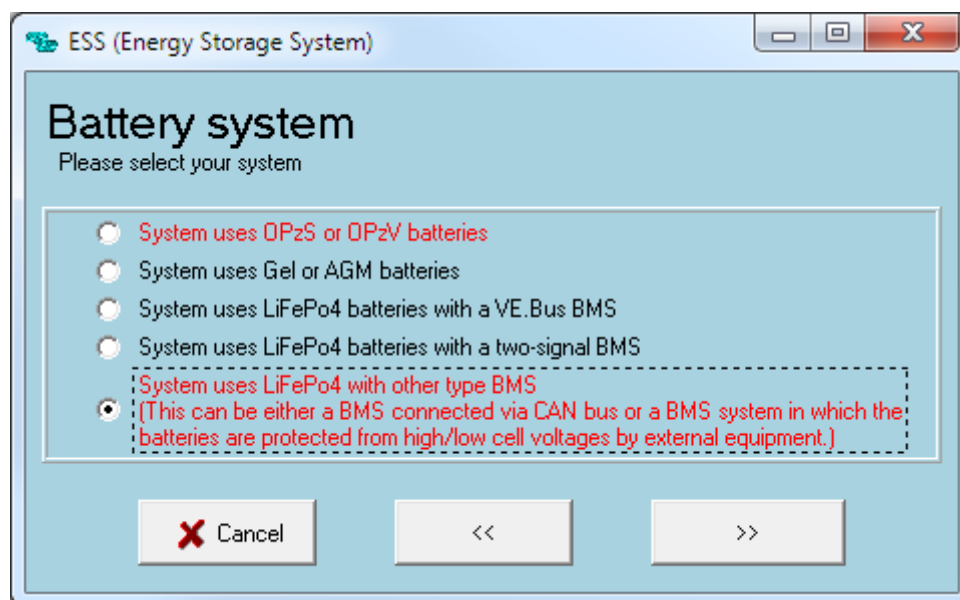 ESS (Energy Storage System)
Battery system
Please select your system
System uses OPzS or OPzV batteries
System uses Gel or AGM batteries
System uses LiFePo4 batteries with a VE.Bus BMS
System uses LiFePo4 batteries with a two-signal BMS
System uses LiFePo4 with other type BMS
(This can be either a BMS connected via CAN bus or a BMS system in which the
batteries are protected from high/low cell voltages by external equipment.)
Cancel
<<
>>